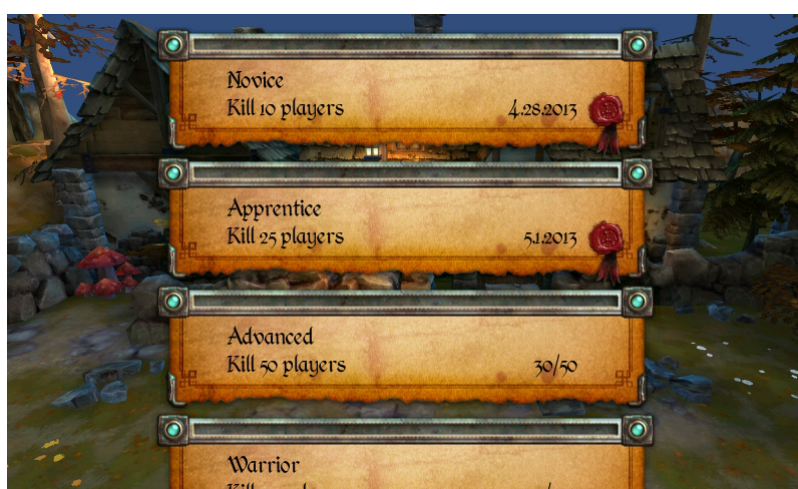 Novice
Kill 10 players
4.28.2013
Apprentice
Kill 25 players
5.1.2013
Advanced
Kill 50 players
30/50
Warrior